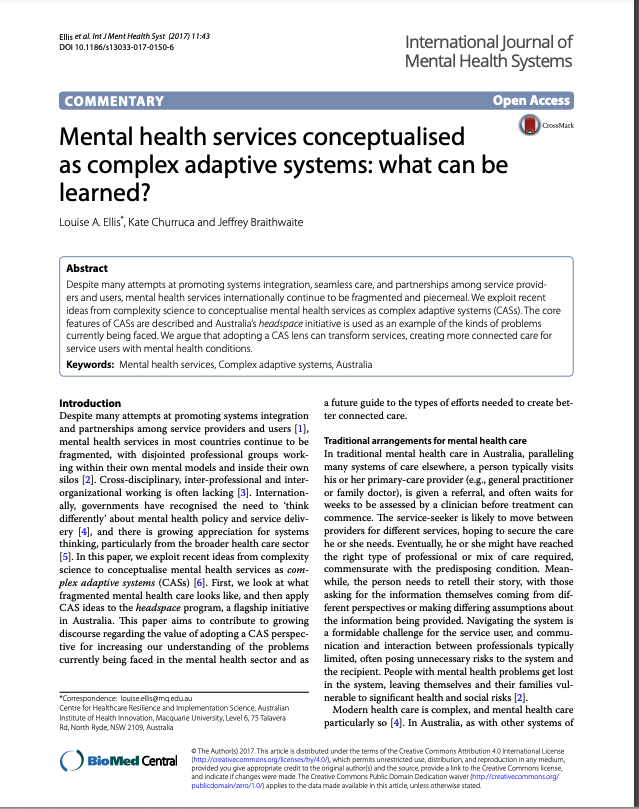 Ellis et al. Int J Ment Health Syst (2017) 11:43
DOI 10.1186/s13033-017-0150-6
International Journal of
Mental Health Systems
COMMENTARY
Open Access
CrossMark
Mental health services conceptualised
as complex adaptive systems: what can be
learned?
Louise A. Ellis*, Kate Churruca and Jeffrey Braithwaite
Abstract
Despite many attempts at promoting systems integration, seamless care, and partnerships among service provid-
ers and users, mental health services internationally continue to be fragmented and piecemeal. We exploit recent
ideas from complexity science to conceptualise mental health services as complex adaptive systems (CASs). The core
features of CASs are described and Australia's headspace initiative is used as an example of the kinds of problems
currently being faced. We argue that adopting a CAS lens can transform services, creating more connected care for
service users with mental health conditions.
Keywords: Mental health services, Complex adaptive systems, Australia
Introduction
Despite many attempts at promoting systems integration
and partnerships among service providers and users [1],
mental health services in most countries continue to be
fragmented, with disjointed professional groups work-
ing within their own mental models and inside their own
silos [2]. Cross-disciplinary, inter-professional and inter-
organizational working is often lacking [3]. Internation-
ally, governments have recognised the need to 'think
differently' about mental health policy and service deliv-
ery [4], and there is growing appreciation for systems
thinking, particularly from the broader health care sector
[5]. In this paper, we exploit recent ideas from complexity
science to conceptualise mental health services as com-
plex adaptive systems (CASs) [6]. First, we look at what
fragmented mental health care looks like, and then apply
CAS ideas to the headspace program, a flagship initiative
in Australia. This paper aims to contribute to growing
discourse regarding the value of adopting a CAS perspec-
tive for increasing our understanding of the problems
currently being faced in the mental health sector and as
a future guide to the types of efforts needed to create bet-
ter connected care.
Traditional arrangements for mental health care
In traditional mental health care in Australia, paralleling
many systems of care elsewhere, a person typically visits
his or her primary-care provider (e.g., general practitioner
or family doctor), is given a referral, and often waits for
weeks to be assessed by a clinician before treatment can
commence. The service-seeker is likely to move between
providers for different services, hoping to secure the care
he or she needs. Eventually, he or she might have reached
the right type of professional or mix of care required,
commensurate with the predisposing condition. Mean-
while, the person needs to retell their story, with those
asking for the information themselves coming from dif-
ferent perspectives or making differing assumptions about
the information being provided. Navigating the system is
a formidable challenge for the service user, and commu-
nication and interaction between professionals typically
limited, often posing unnecessary risks to the system and
the recipient. People with mental health problems get lost
in the system, leaving themselves and their families vul-
nerable to significant health and social risks [2].
Modern health care is complex, and mental health care
particularly so [4]. In Australia, as with other systems of
*Correspondence: louise.ellis@mq.edu.au
Centre for Healthcare Resilience and Implementation Science, Australian
Institute of Health Innovation, Macquarie University, Level 6, 75 Talavera
Rd, North Ryde, NSW 2109, Australia
BioMed Central
© The Author(s) 2017. This article is distributed under the terms of the Creative Commons Attribution 4.0 International License
(http://creativecommons.org/licenses/by/4.0/), which permits unrestricted use, distribution, and reproduction in any medium,
provided you give appropriate credit to the original author(s) and the source, provide a link to the Creative Commons license,
and indicate if changes were made. The Creative Commons Public Domain Dedication waiver (http://creativecommons.org/
publicdomain/zero/1.0/) applies to the data made available in this article, unless otherwise stated.